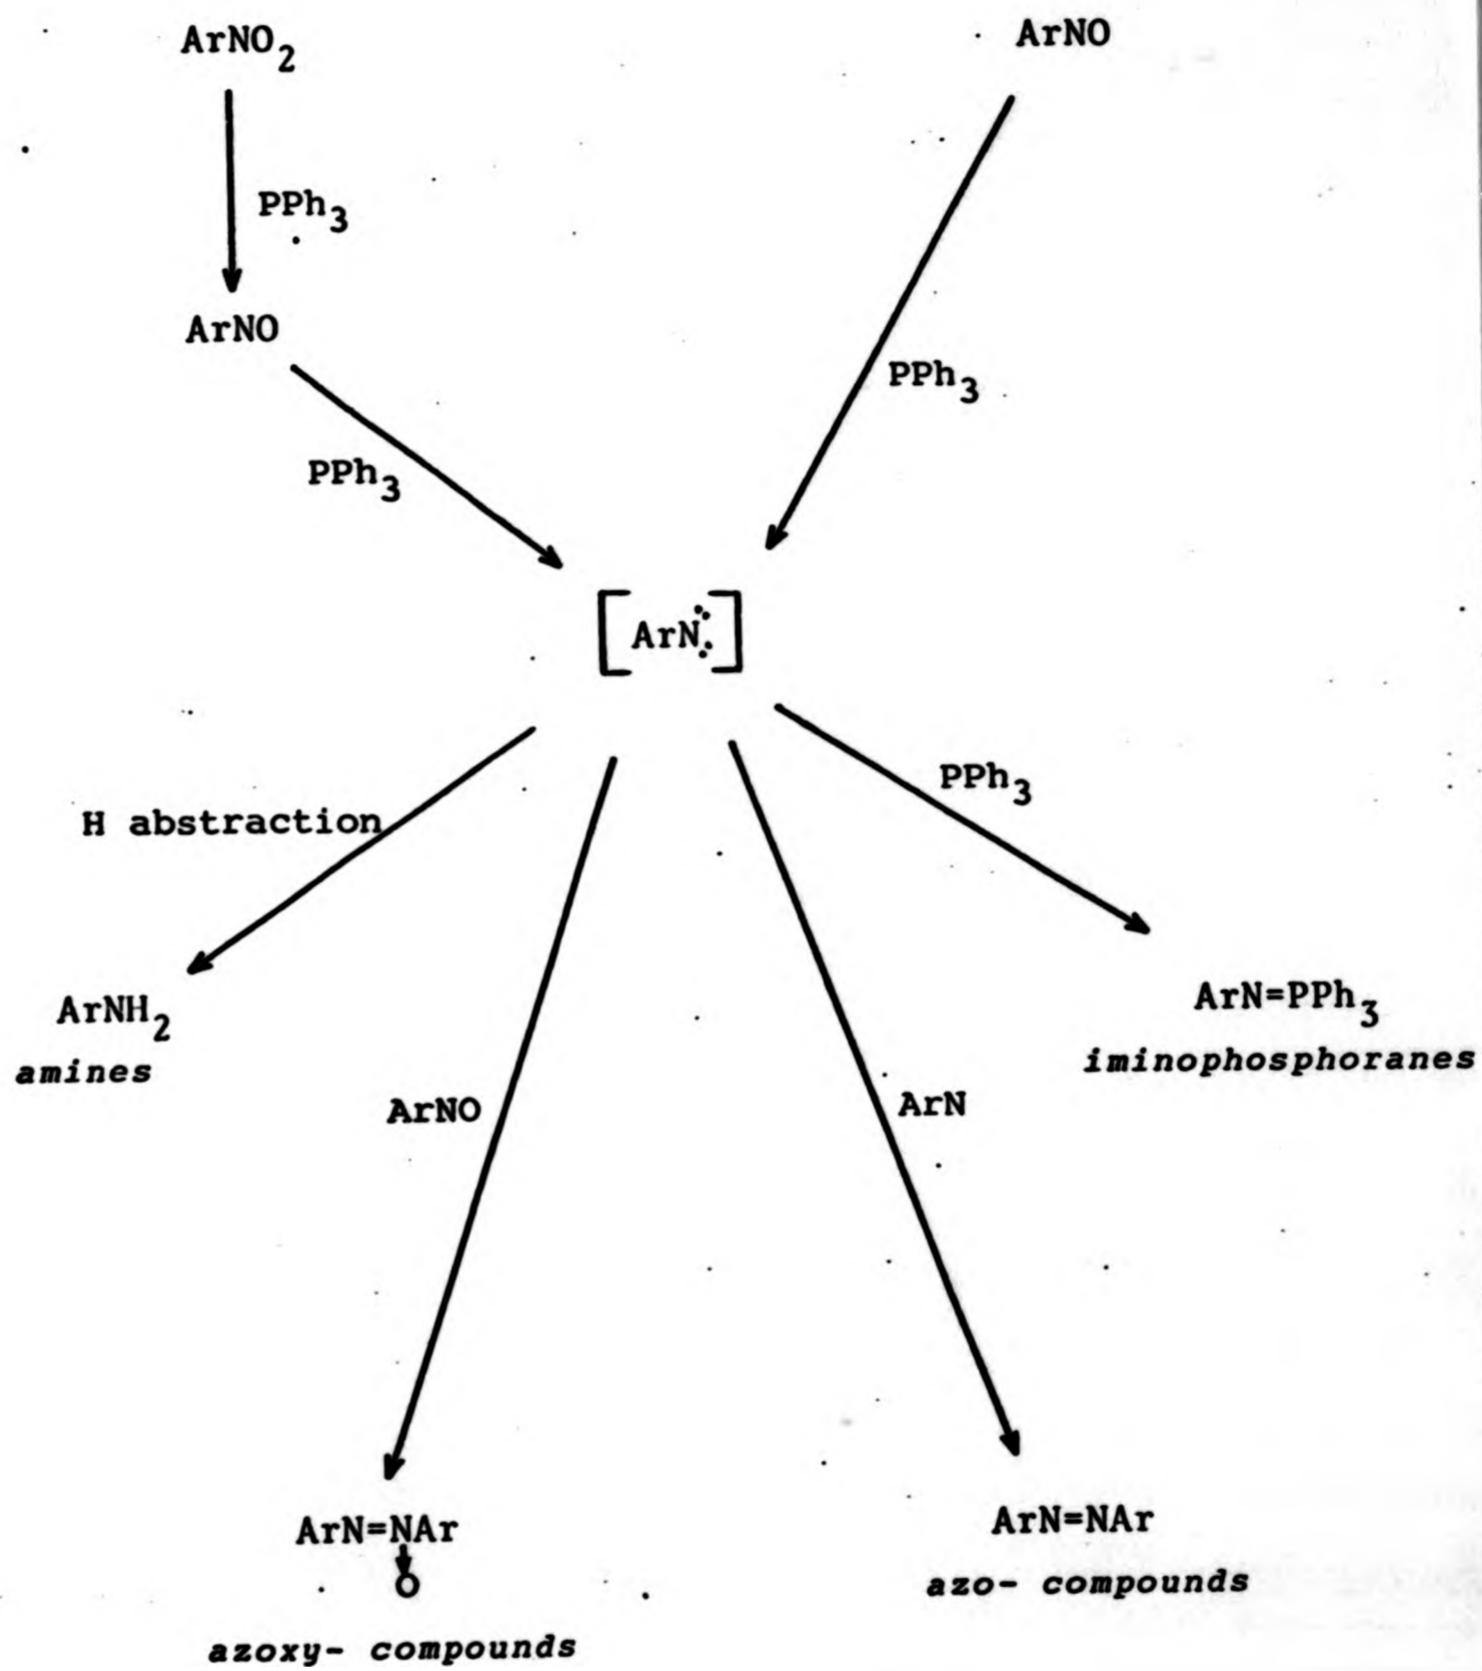 ArNO2
ArNO
PPh3
ArNO
PPh3
PPh3
[ArN:]
PPh3
H abstraction
ArN=PPh3
ArNH2
iminophosphoranes
amines
ArNO
ArN
ArN=NAr
ArN=NAr
O
azo- compounds
azoxy- compounds